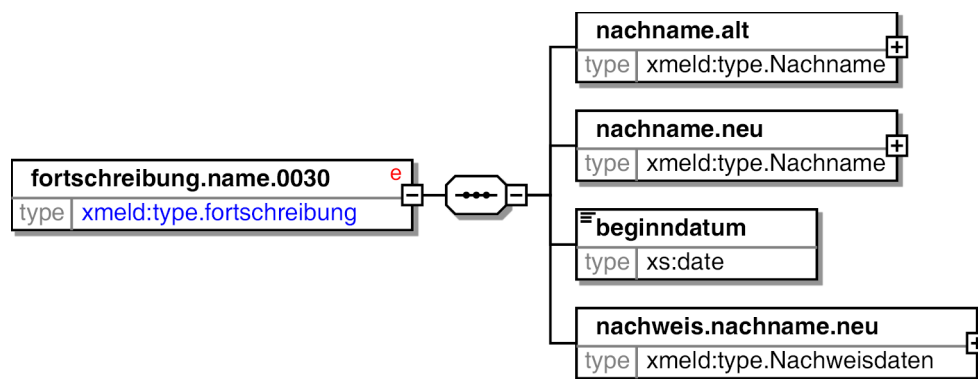 nachname.alt
type xmeld:type.Nachname
nachname.neu
type xmeld:type.Nachname
fortschreibung.name.0030 e
type xmeld:type.fortschreibung
beginndatum
type xs:date
nachweis.nachname.neu
type xmeld:type.Nachweisdaten